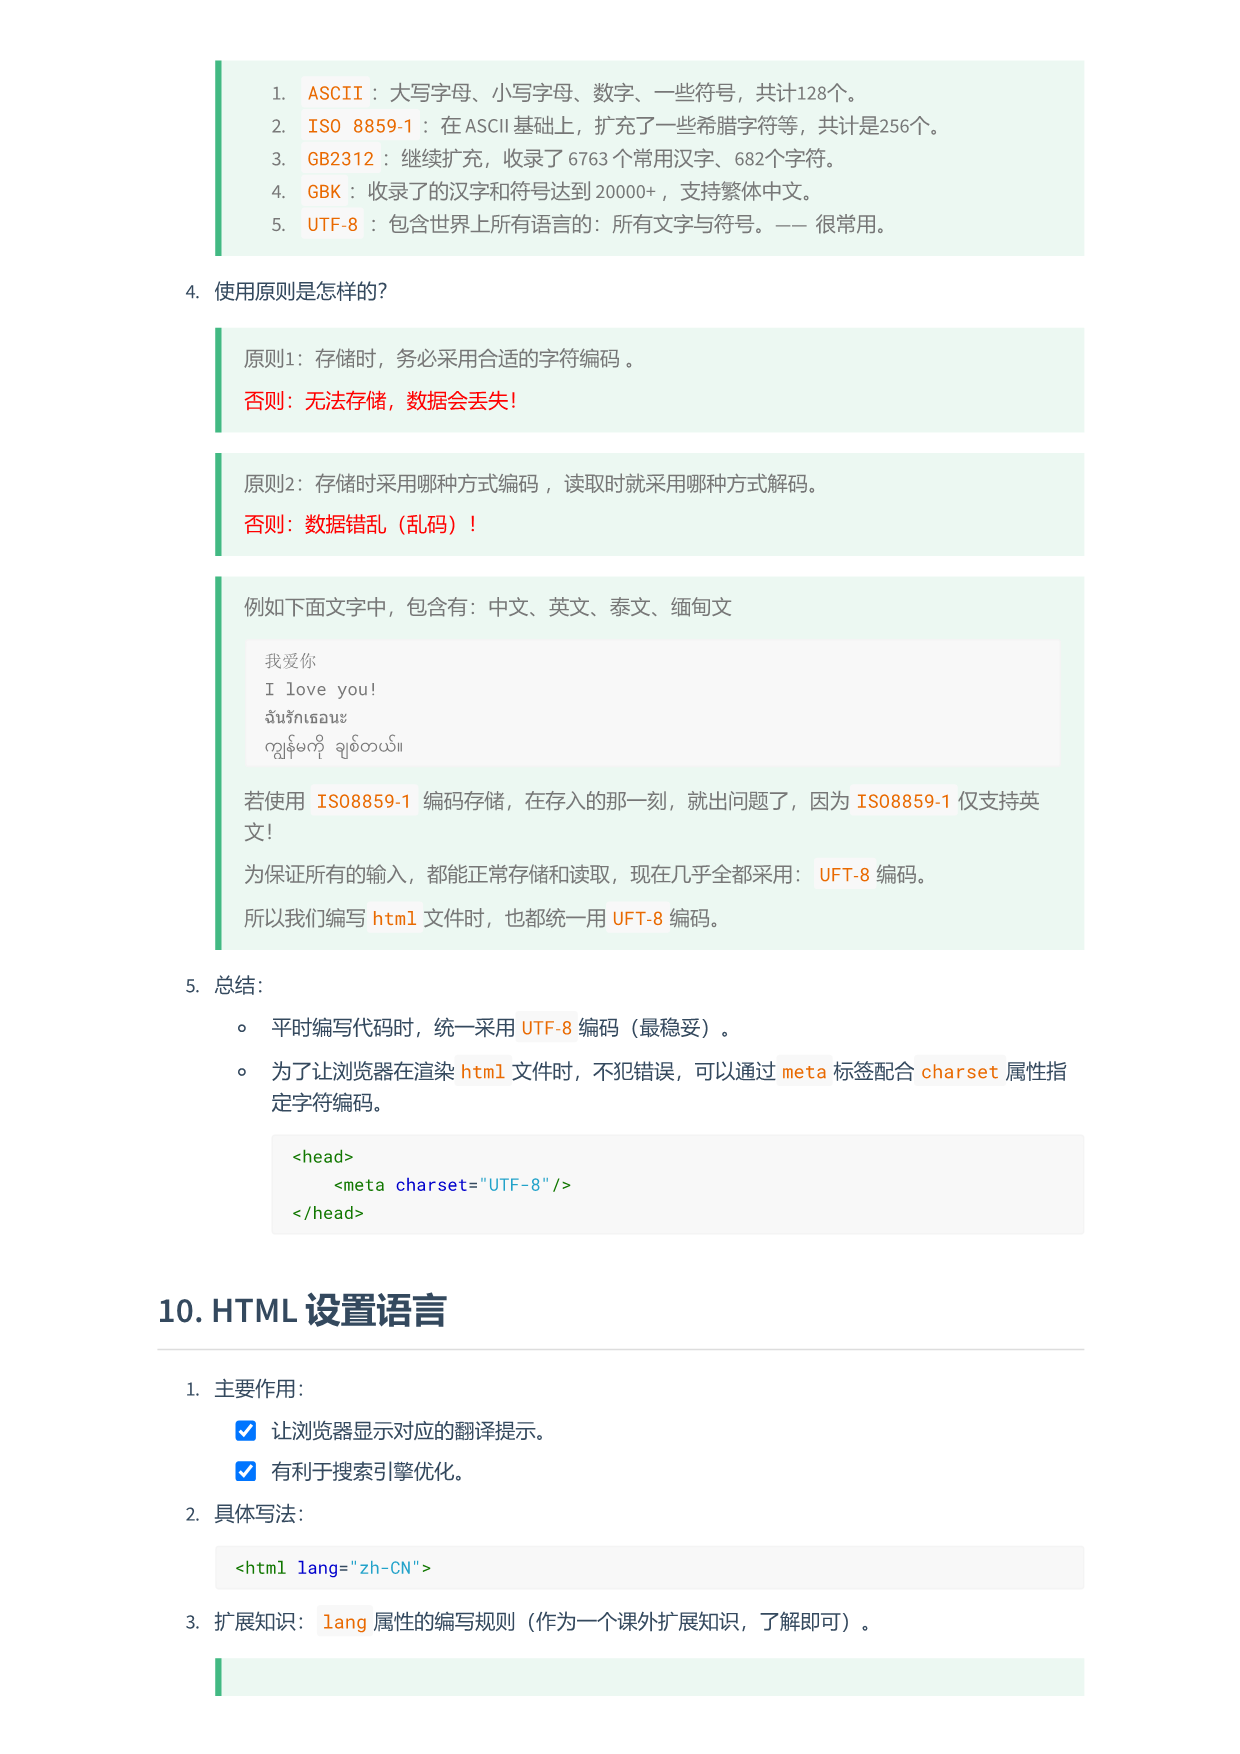 1. ASCII：大写字母、小写字母、数字、一些符号，共计128个。
2. ISO 8859-1：在 ASCII 基础上，扩充了一些希腊字符等，共计是256个。
3. GB2312：继续扩充，收录了 6763 个常用汉字、682个字符。
4. GBK：收录了的汉字和符号达到 20000+，支持繁体中文。
5. UTF-8：包含世界上所有语言的：所有文字与符号。—— 很常用。
4. 使用原则是怎样的？
原则1：存储时，务必采用合适的字符编码 。
否则：无法存储，数据会丢失！
原则2：存储时采用哪种方式编码 ，读取时就采用哪种方式解码。
否则：数据错乱（乱码）！
例如下面文字中，包含有：中文、英文、泰文、缅甸文
我爱你
I love you!
ฉันรักเธอนะ
ကျွန်မကို ချစ်တယ်။
若使用 ISO8859-1 编码存储，在存入的那一刻，就出问题了，因为 ISO8859-1 仅支持英
文！
为保证所有的输入，都能正常存储和读取，现在几乎全都采用： UFT-8 编码。
所以我们编写 html 文件时，也都统一用 UFT-8 编码。
5. 总结：
平时编写代码时，统一采用 UTF-8 编码（最稳妥）。
为了让浏览器在渲染 html 文件时，不犯错误，可以通过 meta 标签配合 charset 属性指
定字符编码。
<head>
    <meta charset="UTF-8"/>
</head>
10. HTML 设置语言
1. 主要作用：
让浏览器显示对应的翻译提示。
有利于搜索引擎优化。
2. 具体写法：
<html lang="zh-CN">
3. 扩展知识： lang 属性的编写规则（作为一个课外扩展知识，了解即可）。